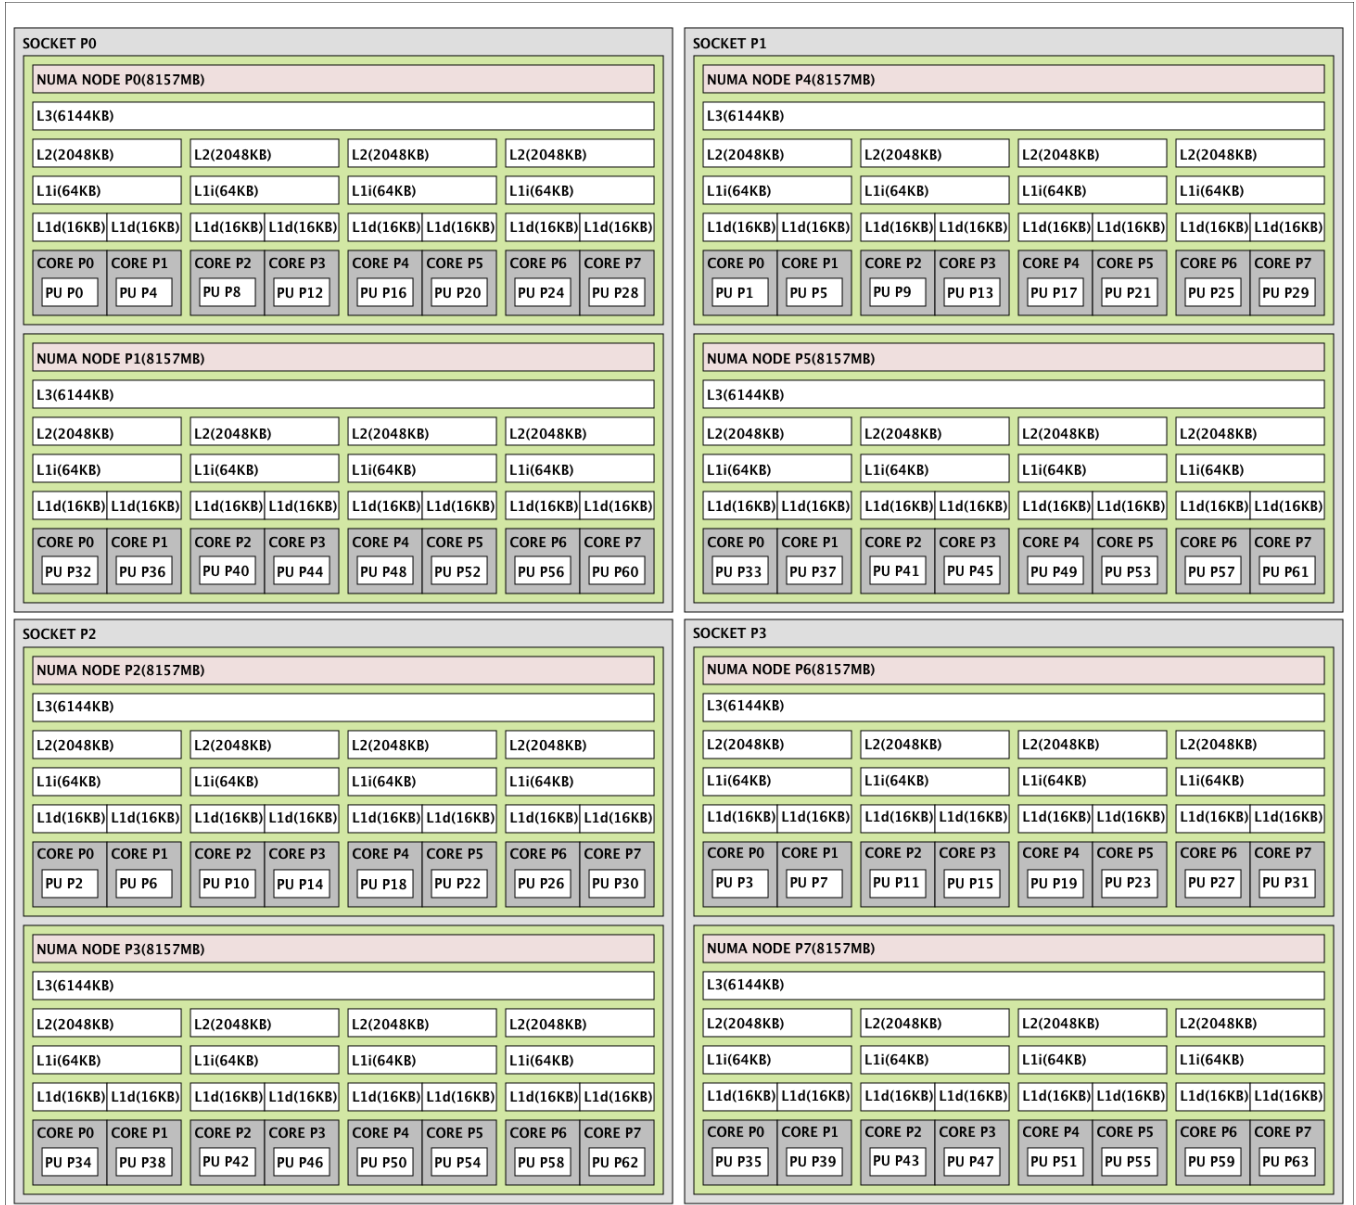 SOCKET P0
NUMA NODE P0(8157MB)
L3(6144KB)
L2(2048KB) L2(2048KB) L2(2048KB) L2(2048KB)
L1i(64KB) L1i(64KB) L1i(64KB) L1i(64KB)
L1d(16KB) L1d(16KB) L1d(16KB) L1d(16KB) L1d(16KB) L1d(16KB) L1d(16KB) L1d(16KB)
CORE P0 CORE P1 CORE P2 CORE P3 CORE P4 CORE P5 CORE P6 CORE P7
PU P0 PU P4 PU P8 PU P12 PU P16 PU P20 PU P24 PU P28
NUMA NODE P1(8157MB)
L3(6144KB)
L2(2048KB) L2(2048KB) L2(2048KB) L2(2048KB)
L1i(64KB) L1i(64KB) L1i(64KB) L1i(64KB)
L1d(16KB) L1d(16KB) L1d(16KB) L1d(16KB) L1d(16KB) L1d(16KB) L1d(16KB) L1d(16KB)
CORE P0 CORE P1 CORE P2 CORE P3 CORE P4 CORE P5 CORE P6 CORE P7
PU P32 PU P36 PU P40 PU P44 PU P48 PU P52 PU P56 PU P60
SOCKET P1
NUMA NODE P4(8157MB)
L3(6144KB)
L2(2048KB) L2(2048KB) L2(2048KB) L2(2048KB)
L1i(64KB) L1i(64KB) L1i(64KB) L1i(64KB)
L1d(16KB) L1d(16KB) L1d(16KB) L1d(16KB) L1d(16KB) L1d(16KB) L1d(16KB) L1d(16KB)
CORE P0 CORE P1 CORE P2 CORE P3 CORE P4 CORE P5 CORE P6 CORE P7
PU P1 PU P5 PU P9 PU P13 PU P17 PU P21 PU P25 PU P29
NUMA NODE P5(8157MB)
L3(6144KB)
L2(2048KB) L2(2048KB) L2(2048KB) L2(2048KB)
L1i(64KB) L1i(64KB) L1i(64KB) L1i(64KB)
L1d(16KB) L1d(16KB) L1d(16KB) L1d(16KB) L1d(16KB) L1d(16KB) L1d(16KB) L1d(16KB)
CORE P0 CORE P1 CORE P2 CORE P3 CORE P4 CORE P5 CORE P6 CORE P7
PU P33 PU P37 PU P41 PU P45 PU P49 PU P53 PU P57 PU P61
SOCKET P2
NUMA NODE P2(8157MB)
L3(6144KB)
L2(2048KB) L2(2048KB) L2(2048KB) L2(2048KB)
L1i(64KB) L1i(64KB) L1i(64KB) L1i(64KB)
L1d(16KB) L1d(16KB) L1d(16KB) L1d(16KB) L1d(16KB) L1d(16KB) L1d(16KB) L1d(16KB)
CORE P0 CORE P1 CORE P2 CORE P3 CORE P4 CORE P5 CORE P6 CORE P7
PU P2 PU P6 PU P10 PU P14 PU P18 PU P22 PU P26 PU P30
NUMA NODE P3(8157MB)
L3(6144KB)
L2(2048KB) L2(2048KB) L2(2048KB) L2(2048KB)
L1i(64KB) L1i(64KB) L1i(64KB) L1i(64KB)
L1d(16KB) L1d(16KB) L1d(16KB) L1d(16KB) L1d(16KB) L1d(16KB) L1d(16KB) L1d(16KB)
CORE P0 CORE P1 CORE P2 CORE P3 CORE P4 CORE P5 CORE P6 CORE P7
PU P34 PU P38 PU P42 PU P46 PU P50 PU P54 PU P58 PU P62
SOCKET P3
NUMA NODE P6(8157MB)
L3(6144KB)
L2(2048KB) L2(2048KB) L2(2048KB) L2(2048KB)
L1i(64KB) L1i(64KB) L1i(64KB) L1i(64KB)
L1d(16KB) L1d(16KB) L1d(16KB) L1d(16KB) L1d(16KB) L1d(16KB) L1d(16KB) L1d(16KB)
CORE P0 CORE P1 CORE P2 CORE P3 CORE P4 CORE P5 CORE P6 CORE P7
PU P3 PU P7 PU P11 PU P15 PU P19 PU P23 PU P27 PU P31
NUMA NODE P7(8157MB)
L3(6144KB)
L2(2048KB) L2(2048KB) L2(2048KB) L2(2048KB)
L1i(64KB) L1i(64KB) L1i(64KB) L1i(64KB)
L1d(16KB) L1d(16KB) L1d(16KB) L1d(16KB) L1d(16KB) L1d(16KB) L1d(16KB) L1d(16KB)
CORE P0 CORE P1 CORE P2 CORE P3 CORE P4 CORE P5 CORE P6 CORE P7
PU P35 PU P39 PU P43 PU P47 PU P51 PU P55 PU P59 PU P63